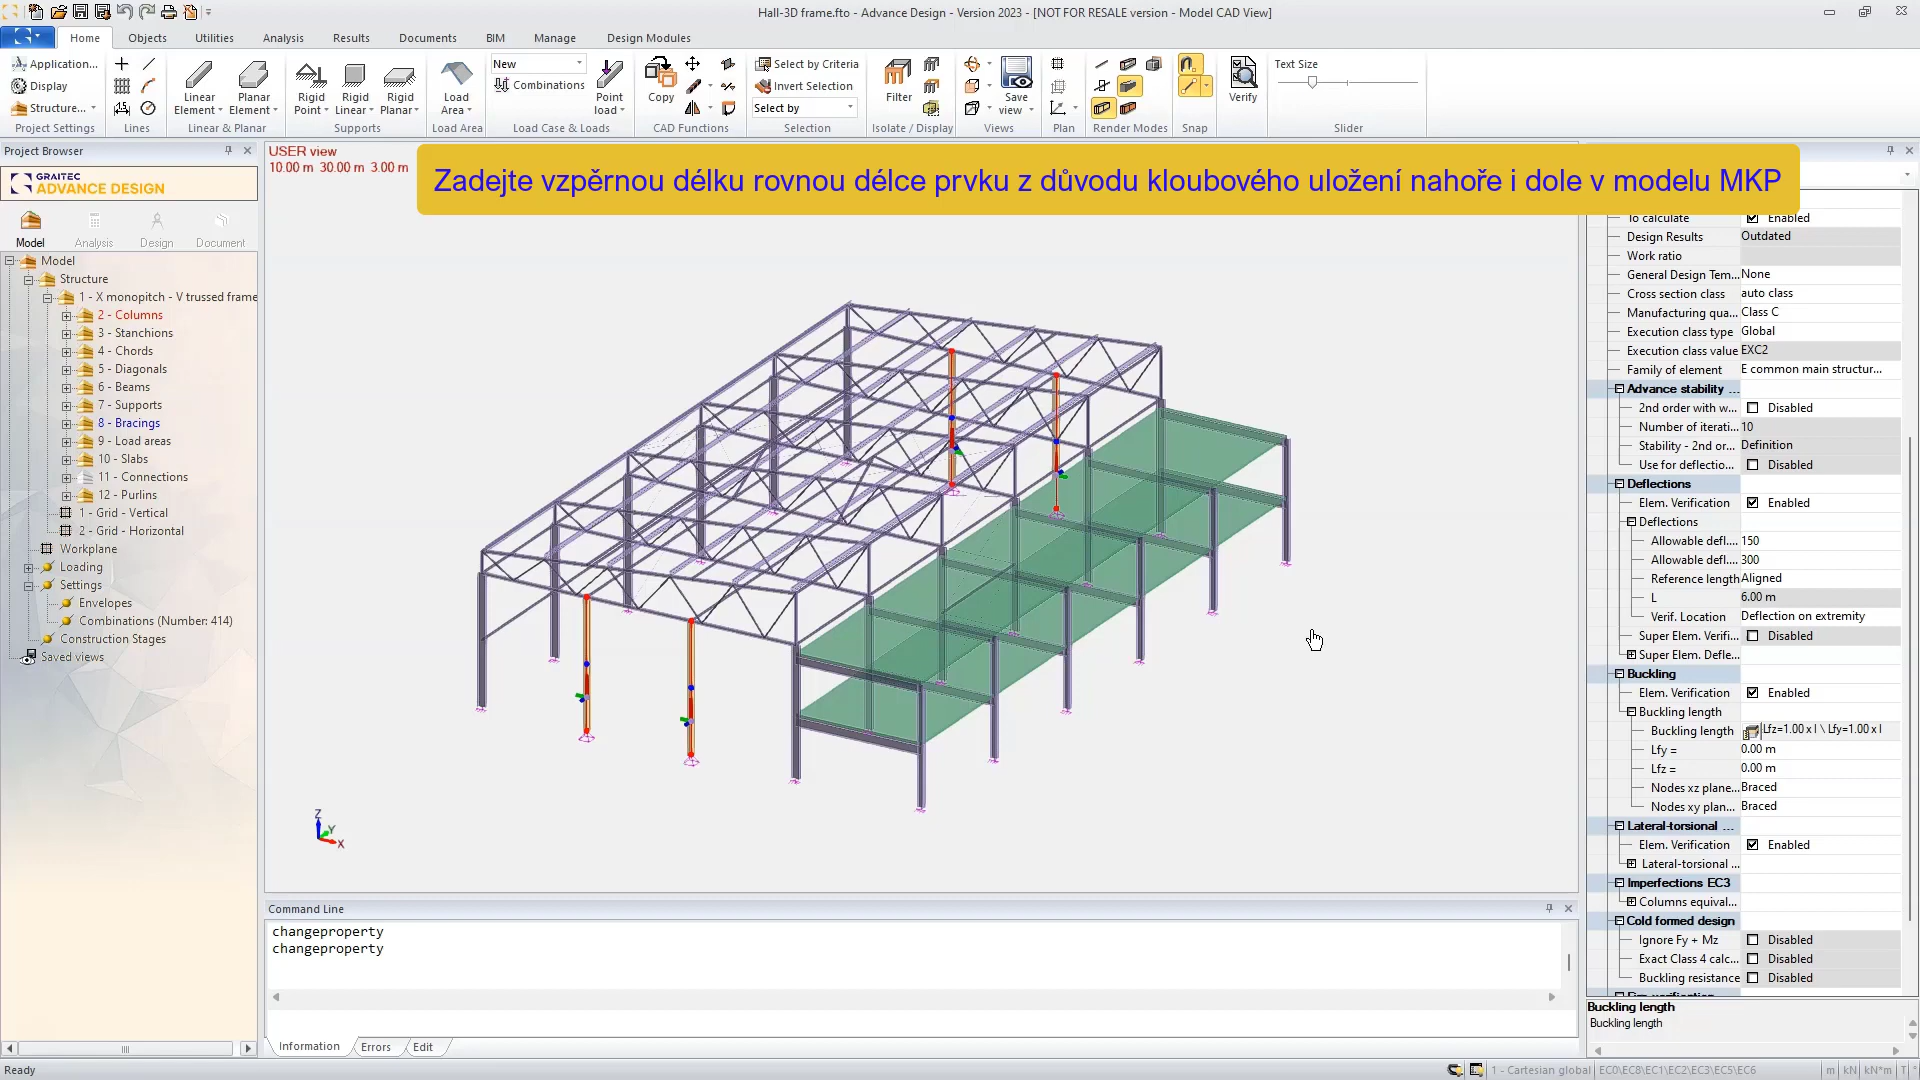 Hall-3D frame.fto - Advance Design - Version 2023 - [NOT FOR RESALE version - Model CAD View]
Home Objects Utilities Analysis Results Documents BIM Manage Design Modules
Application...
Display
Structure...
Project Settings
Lines
Linear Element
Planar Element
Linear & Planar
Rigid Point
Rigid Linear
Rigid Planar
Supports
Load Area
Load Area
New
Combinations
Point load
Load Case & Loads
Copy
CAD Functions
Select by Criteria
Invert Selection
Select by
Selection
Filter
Isolate / Display
Save view
Views
Plan
Render Modes
Snap
Verify
Text Size
Slider
Project Browser
GRAITEC
ADVANCE DESIGN
Model Analysis Design Document
Model
Structure
1 - X monopitch - V trussed frame
2 - Columns
3 - Stanchions
4 - Chords
5 - Diagonals
6 - Beams
7 - Supports
8 - Bracings
9 - Load areas
10 - Slabs
11 - Connections
12 - Purlins
1 - Grid - Vertical
2 - Grid - Horizontal
Workplane
Loading
Settings
Envelopes
Combinations (Number: 414)
Construction Stages
Saved views
USER view
10.00 m 30.00 m 3.00 m
Zadejte vzpěrnou délku rovnou délce prvku z důvodu kloubového uložení nahoře i dole v modelu MKP
Z
Y
X
To calculate Enabled
Design Results Outdated
Work ratio
General Design Tem... None
Cross section class auto class
Manufacturing qua... Class C
Execution class type Global
Execution class value EXC2
Family of element E common main structur...
Advance stability ...
2nd order with w... Disabled
Number of iterati... 10
Stability - 2nd or... Definition
Use for deflectio... Disabled
Deflections
Elem. Verification Enabled
Deflections
Allowable defl.... 150
Allowable defl.... 300
Reference length Aligned
L 6.00 m
Verif. Location Deflection on extremity
Super Elem. Verifi... Disabled
Super Elem. Defle...
Buckling
Elem. Verification Enabled
Buckling length
Buckling length Lfz=1.00 x l \ Lfy=1.00 x l
Lfy = 0.00 m
Lfz = 0.00 m
Nodes xz plane... Braced
Nodes xy plan... Braced
Lateral-torsional ...
Elem. Verification Enabled
Lateral-torsional ...
Imperfections EC3
Columns equival...
Cold formed design
Ignore Fy + Mz Disabled
Exact Class 4 calc... Disabled
Buckling resistance Disabled
Buckling length
Buckling length
Command Line
changeproperty
changeproperty
Information Errors Edit
Ready
1 - Cartesian global EC0\EC8\EC1\EC2\EC3\EC5\EC6 m kN kN*m T °